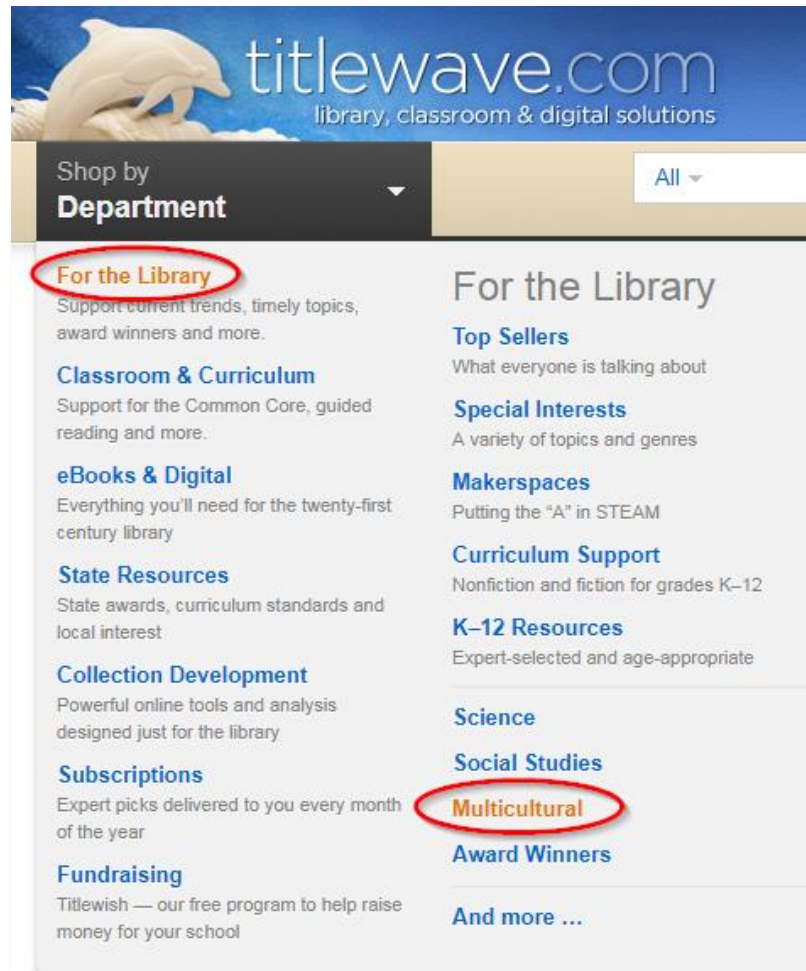 titlewave.com
library, classroom & digital solutions
Shop by
Department
All
For the Library
Support current trends, timely topics,
award winners and more.
Classroom & Curriculum
Support for the Common Core, guided
reading and more.
eBooks & Digital
Everything you'll need for the twenty-first
century library
State Resources
State awards, curriculum standards and
local interest
Collection Development
Powerful online tools and analysis
designed just for the library
Subscriptions
Expert picks delivered to you every month
of the year
Fundraising
Titlewish — our free program to help raise
money for your school
For the Library
Top Sellers
What everyone is talking about
Special Interests
A variety of topics and genres
Makerspaces
Putting the “A” in STEAM
Curriculum Support
Nonfiction and fiction for grades K–12
K–12 Resources
Expert-selected and age-appropriate
Science
Social Studies
Multicultural
Award Winners
And more ...